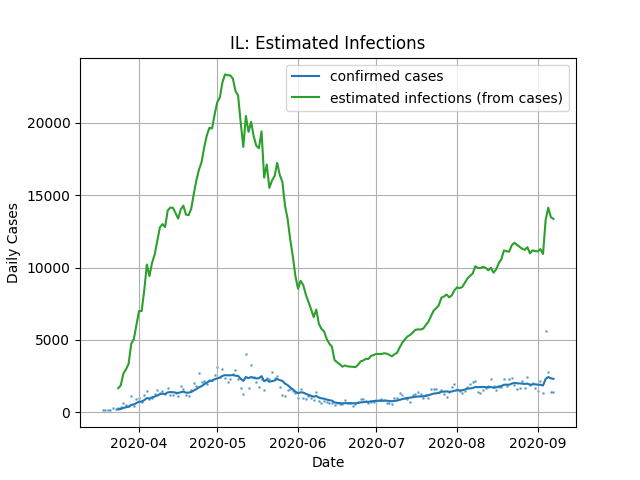 IL: Estimated Infections
confirmed cases
estimated infections (from cases)
Daily Cases
20000
15000
10000
5000
0
2020-04
2020-05
2020-06
2020-07
2020-08
2020-09
Date